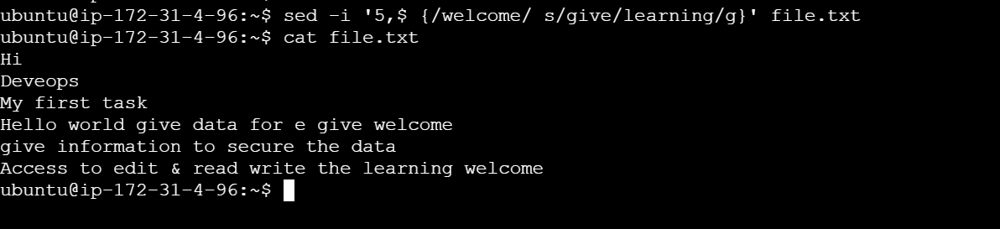 ubuntu@ip-172-31-4-96:~$ sed -i '5,$ {/welcome/ s/give/learning/g}' file.txt
ubuntu@ip-172-31-4-96:~$ cat file.txt
Hi
Deveops
My first task
Hello world give data for e give welcome
give information to secure the data
Access to edit & read write the learning welcome
ubuntu@ip-172-31-4-96:~$